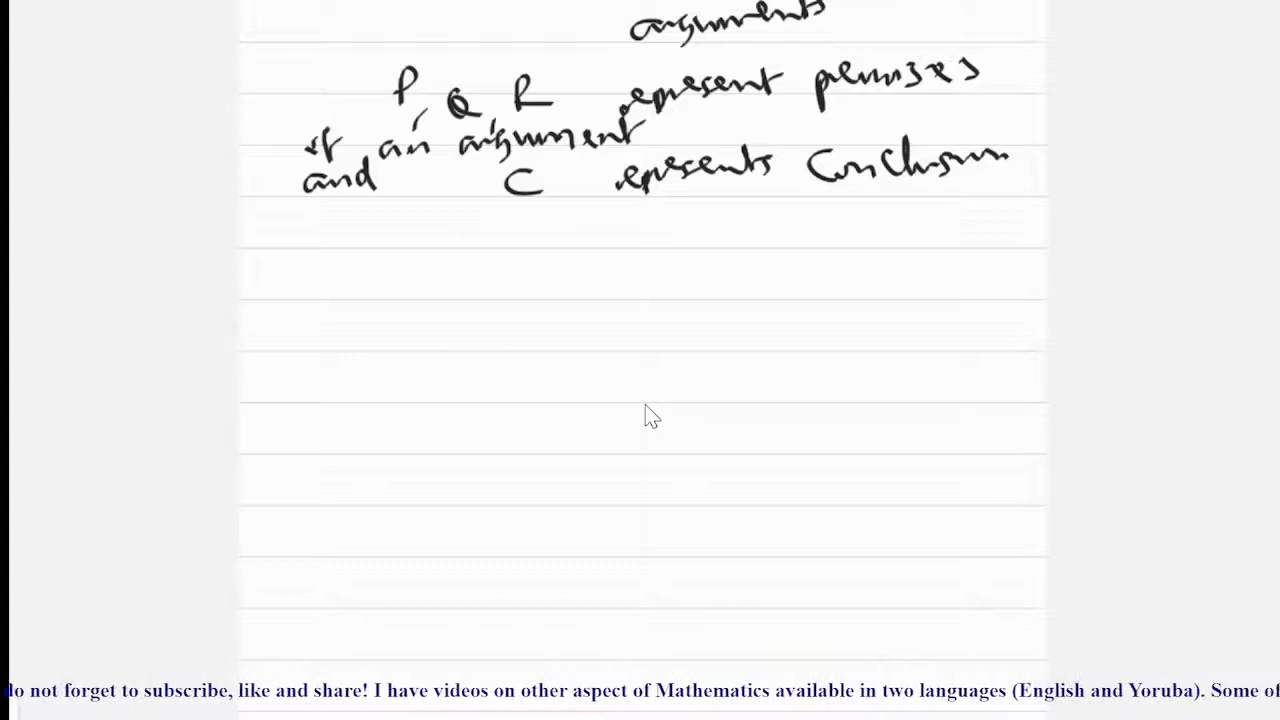 arguments
P, Q, R represent premises
if an argument
and C represents Conclusion
do not forget to subscribe, like and share! I have videos on other aspect of Mathematics available in two languages (English and Yoruba). Some of